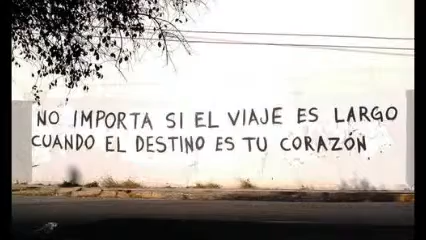 NO IMPORTA SI EL VIAJE ES LARGO
CUANDO EL DESTINO ES TU CORAZÓN